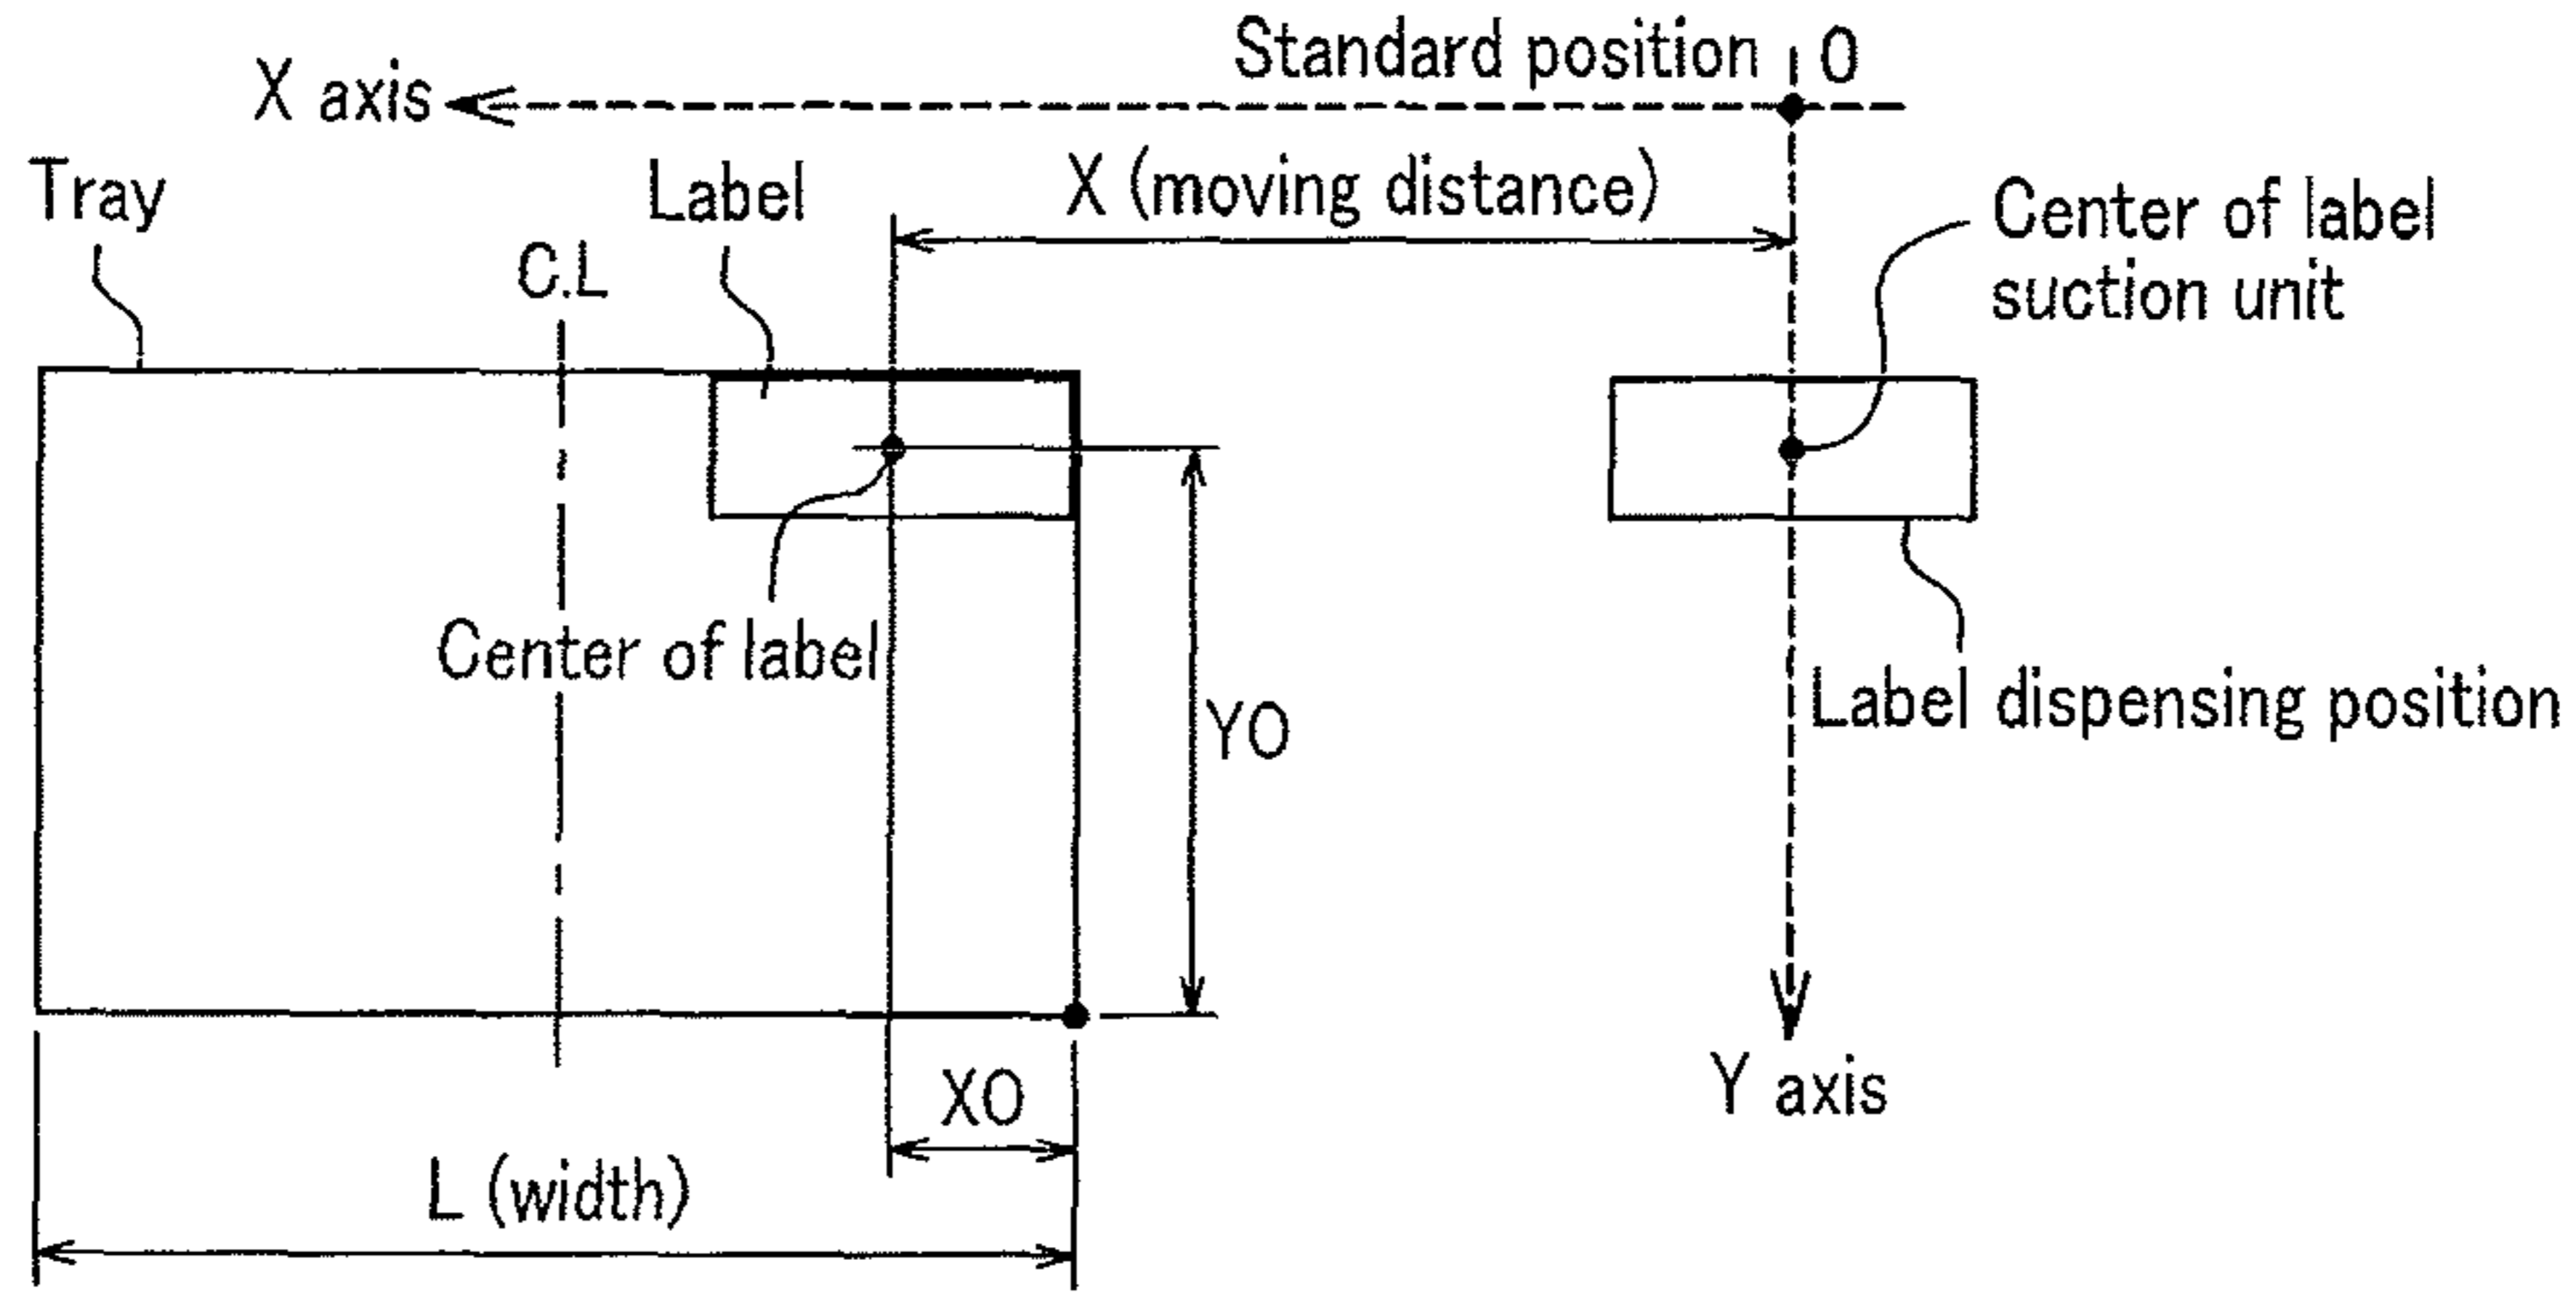 Standard position O
X axis
Tray
Label
X (moving distance)
Center of label
suction unit
C.L
Center of label
YO
Label dispensing position
XO
Y axis
L (width)